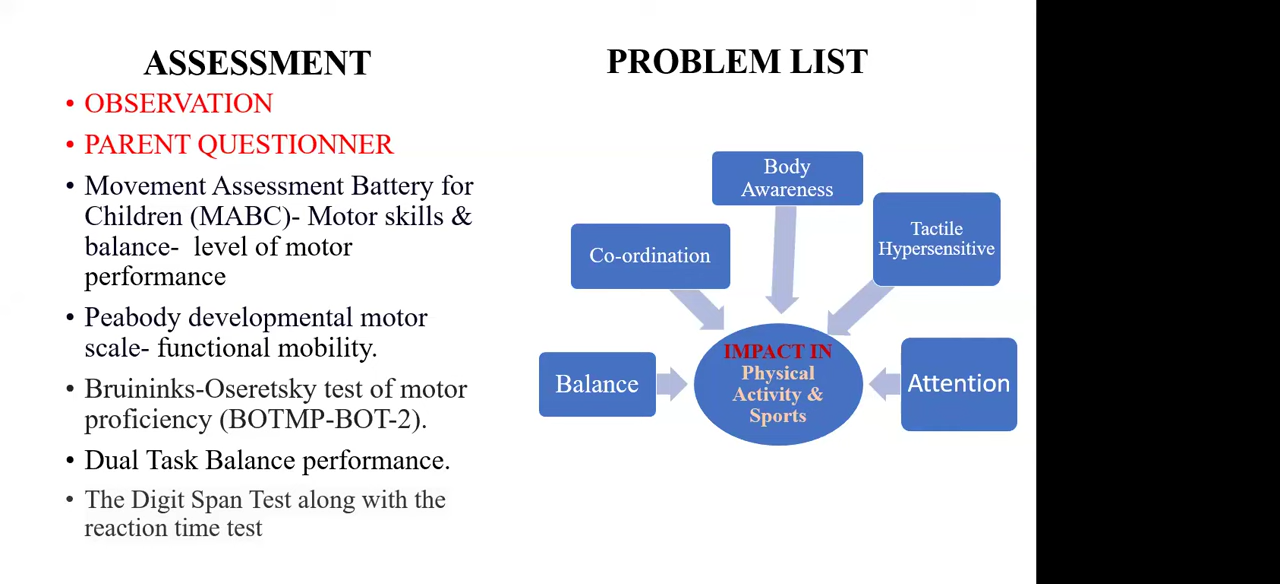 ASSESSMENT
• OBSERVATION
• PARENT QUESTIONNER
• Movement Assessment Battery for
Children (MABC)- Motor skills &
balance- level of motor
performance
• Peabody developmental motor
scale- functional mobility.
• Bruininks-Oseretsky test of motor
proficiency (BOTMP-BOT-2).
• Dual Task Balance performance.
• The Digit Span Test along with the
reaction time test
PROBLEM LIST
Body
Awareness
Tactile
Hypersensitive
Co-ordination
Balance
IMPACT IN
Physical
Activity &
Sports
Attention